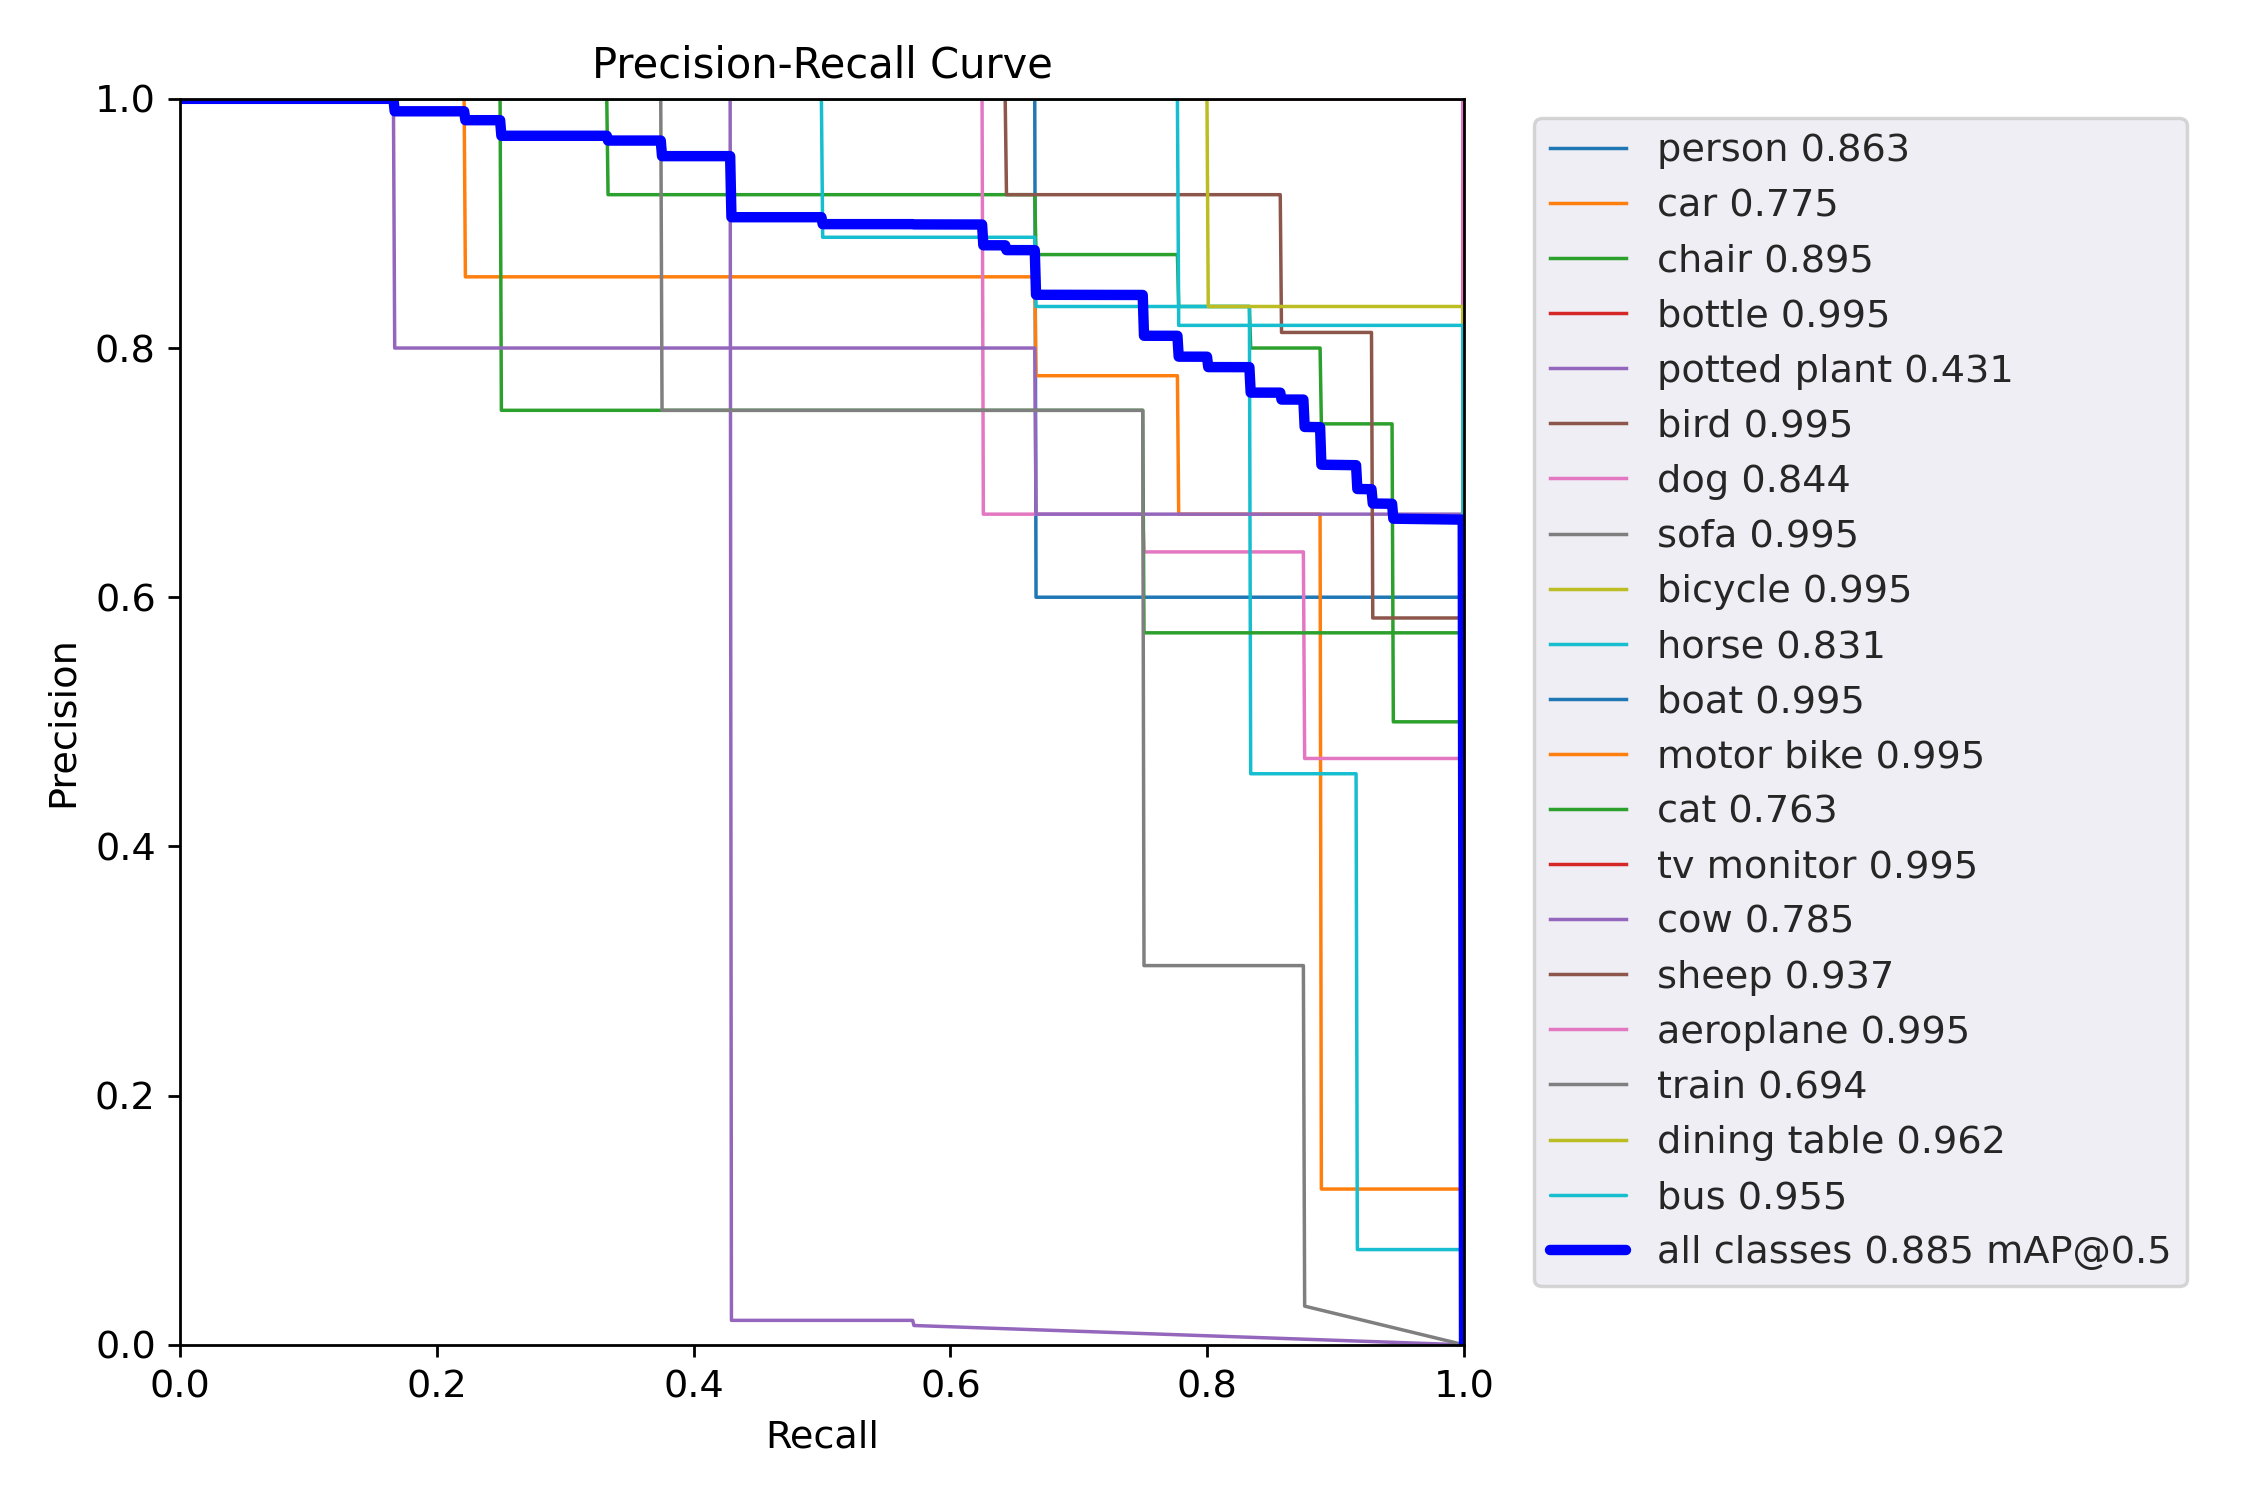 Precision-Recall Curve
1.0
0.8
0.6
0.4
0.2
0.0
Precision
0.0 0.2 0.4 0.6 0.8 1.0
Recall
person 0.863
car 0.775
chair 0.895
bottle 0.995
potted plant 0.431
bird 0.995
dog 0.844
sofa 0.995
bicycle 0.995
horse 0.831
boat 0.995
motor bike 0.995
cat 0.763
tv monitor 0.995
cow 0.785
sheep 0.937
aeroplane 0.995
train 0.694
dining table 0.962
bus 0.955
all classes 0.885 mAP@0.5